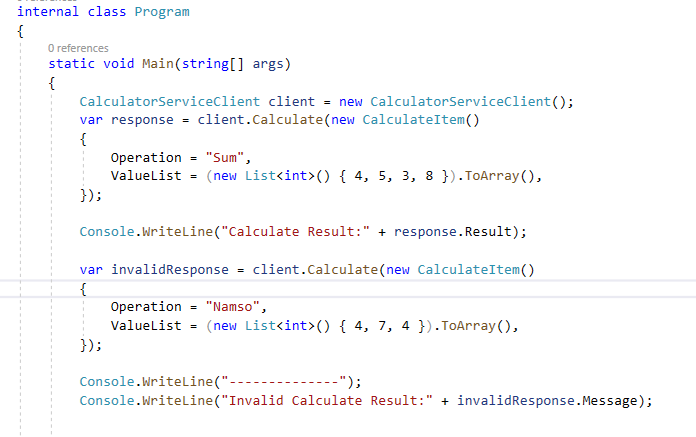 0 references
internal class Program
{
0 references
static void Main(string[] args)
{
CalculatorServiceClient client = new CalculatorServiceClient();
var response = client.Calculate(new CalculateItem()
{
Operation = "Sum",
ValueList = (new List<int>() { 4, 5, 3, 8 }).ToArray(),
});
Console.WriteLine("Calculate Result:" + response.Result);
var invalidResponse = client.Calculate(new CalculateItem()
{
Operation = "Namso",
ValueList = (new List<int>() { 4, 7, 4 }).ToArray(),
});
Console.WriteLine("--------------");
Console.WriteLine("Invalid Calculate Result:" + invalidResponse.Message);